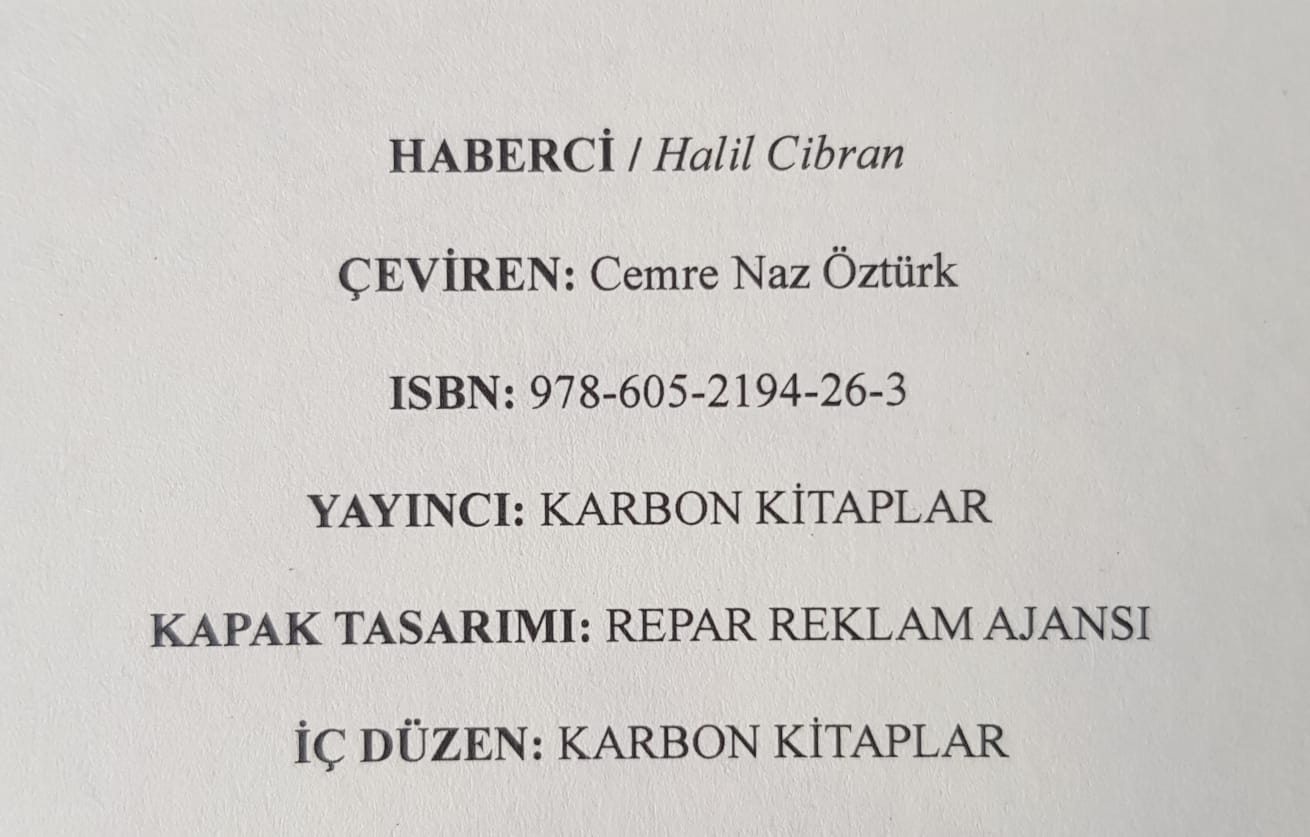 HABERCİ / Halil Cibran
ÇEVİREN: Cemre Naz Öztürk
ISBN: 978-605-2194-26-3
YAYINCI: KARBON KİTAPLAR
KAPAK TASARIMI: REPAR REKLAM AJANSI
İÇ DÜZEN: KARBON KİTAPLAR